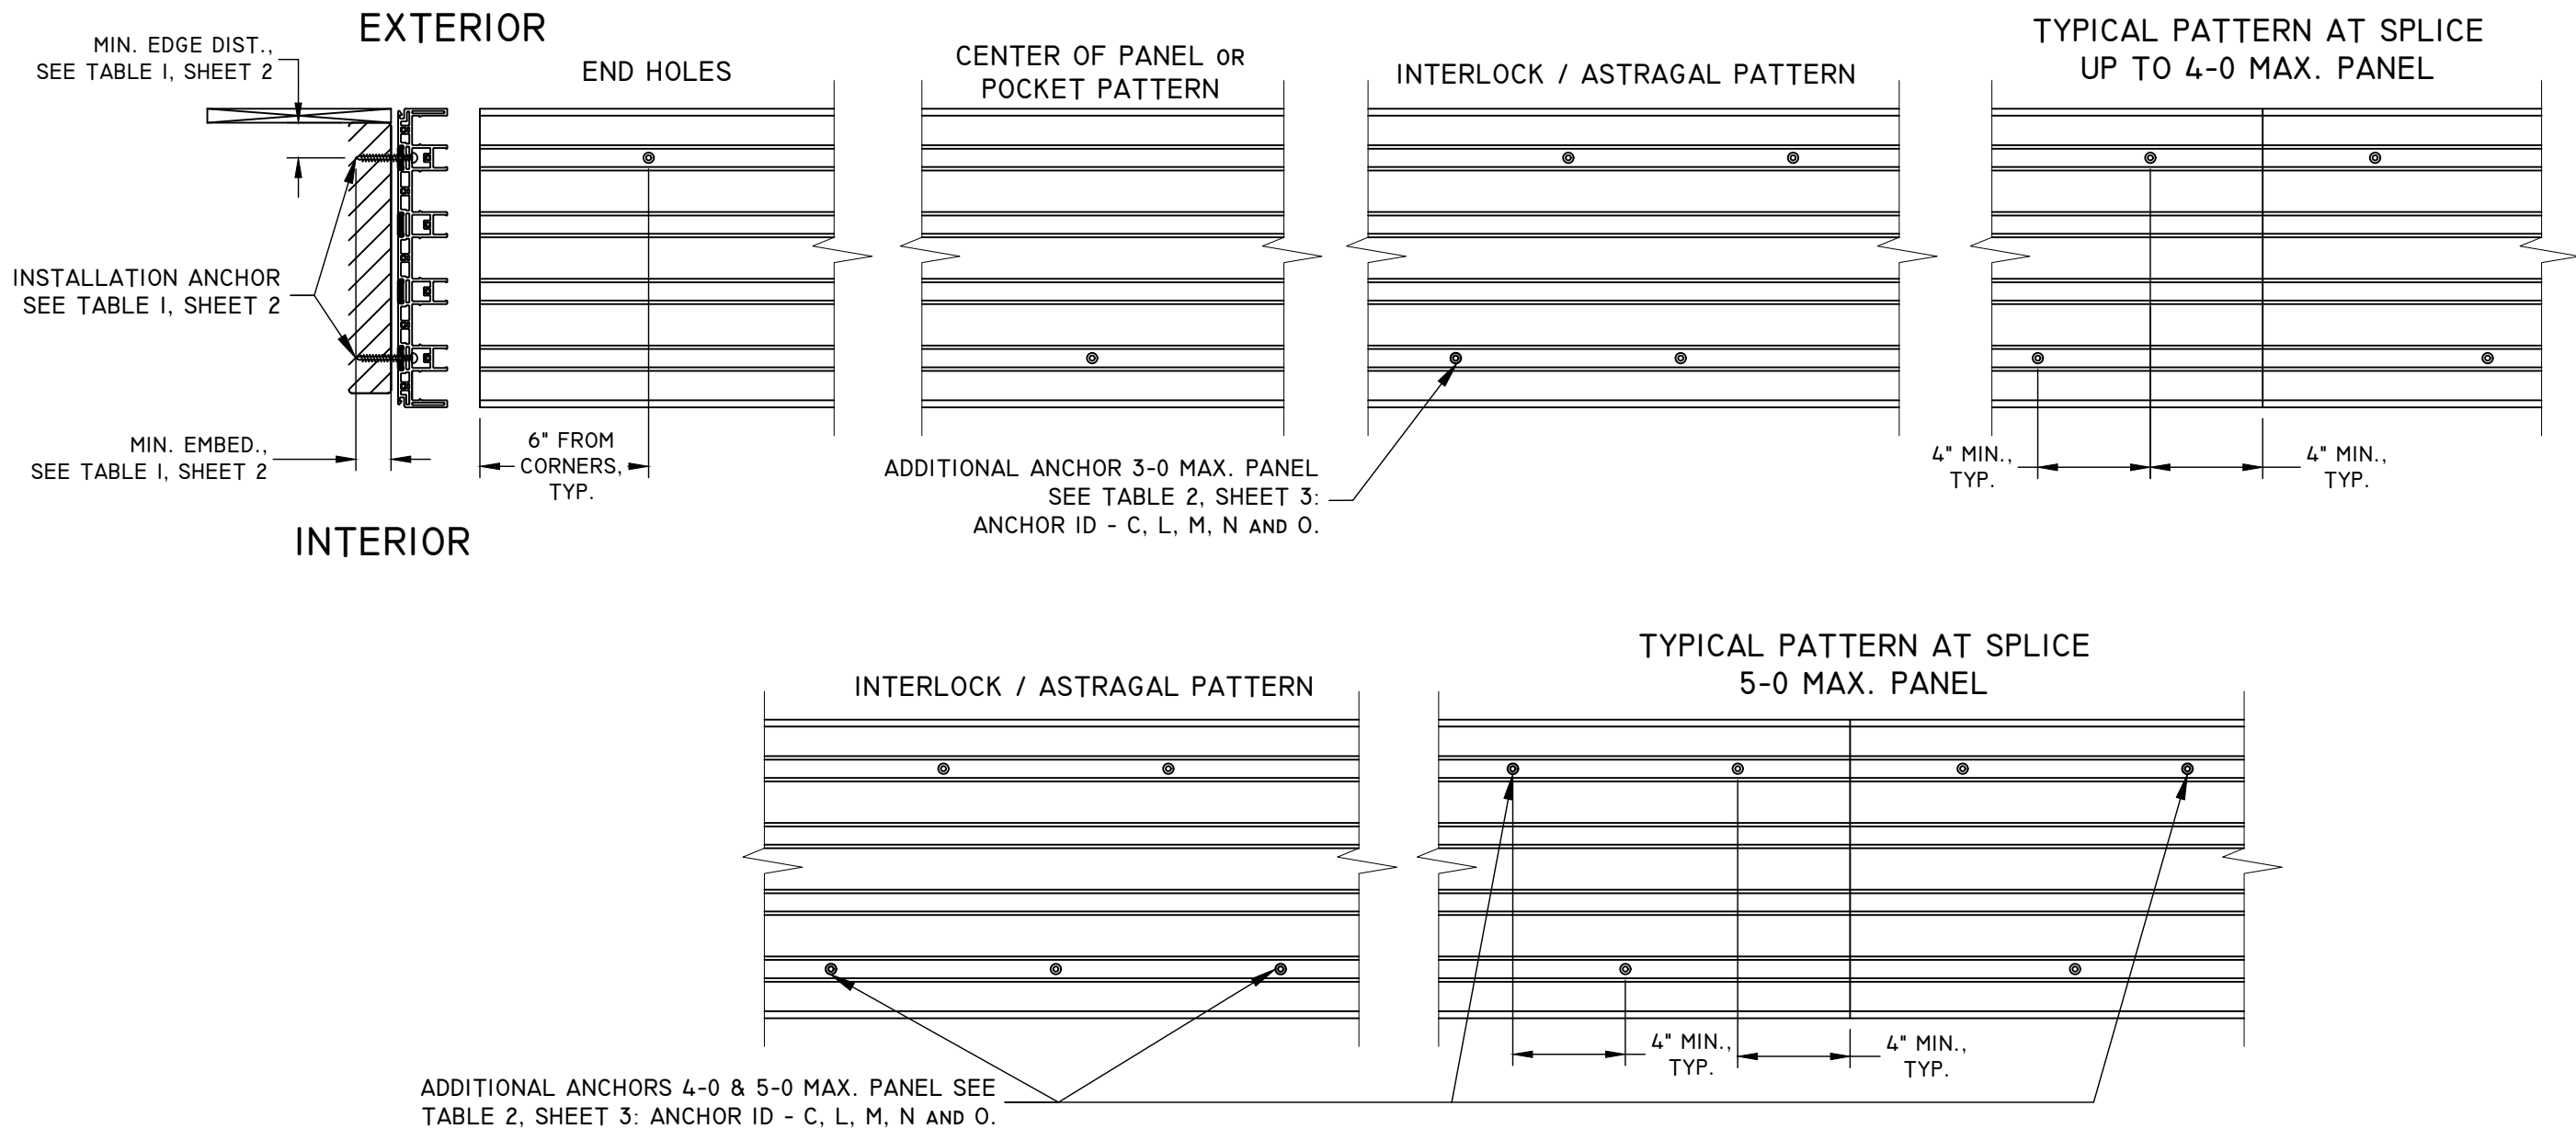 EXTERIOR
MIN. EDGE DIST.,
SEE TABLE 1, SHEET 2
END HOLES
CENTER OF PANEL OR
POCKET PATTERN
INTERLOCK / ASTRAGAL PATTERN
TYPICAL PATTERN AT SPLICE
UP TO 4-0 MAX. PANEL
INSTALLATION ANCHOR
SEE TABLE 1, SHEET 2
MIN. EMBED.,
SEE TABLE 1, SHEET 2
6" FROM
CORNERS,
TYP.
ADDITIONAL ANCHOR 3-0 MAX. PANEL
SEE TABLE 2, SHEET 3:
ANCHOR ID - C, L, M, N AND O.
4" MIN.,
TYP.
4" MIN.,
TYP.
INTERIOR
INTERLOCK / ASTRAGAL PATTERN
TYPICAL PATTERN AT SPLICE
5-0 MAX. PANEL
4" MIN.,
TYP.
4" MIN.,
TYP.
ADDITIONAL ANCHORS 4-0 & 5-0 MAX. PANEL SEE
TABLE 2, SHEET 3: ANCHOR ID - C, L, M, N AND O.